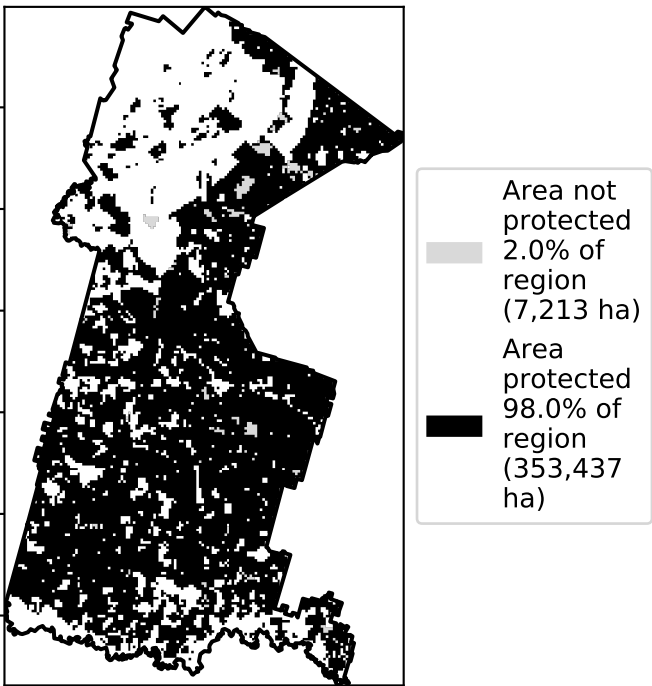 Area not
protected
2.0% of
region
(7,213 ha)
Area
protected
98.0% of
region
(353,437
ha)